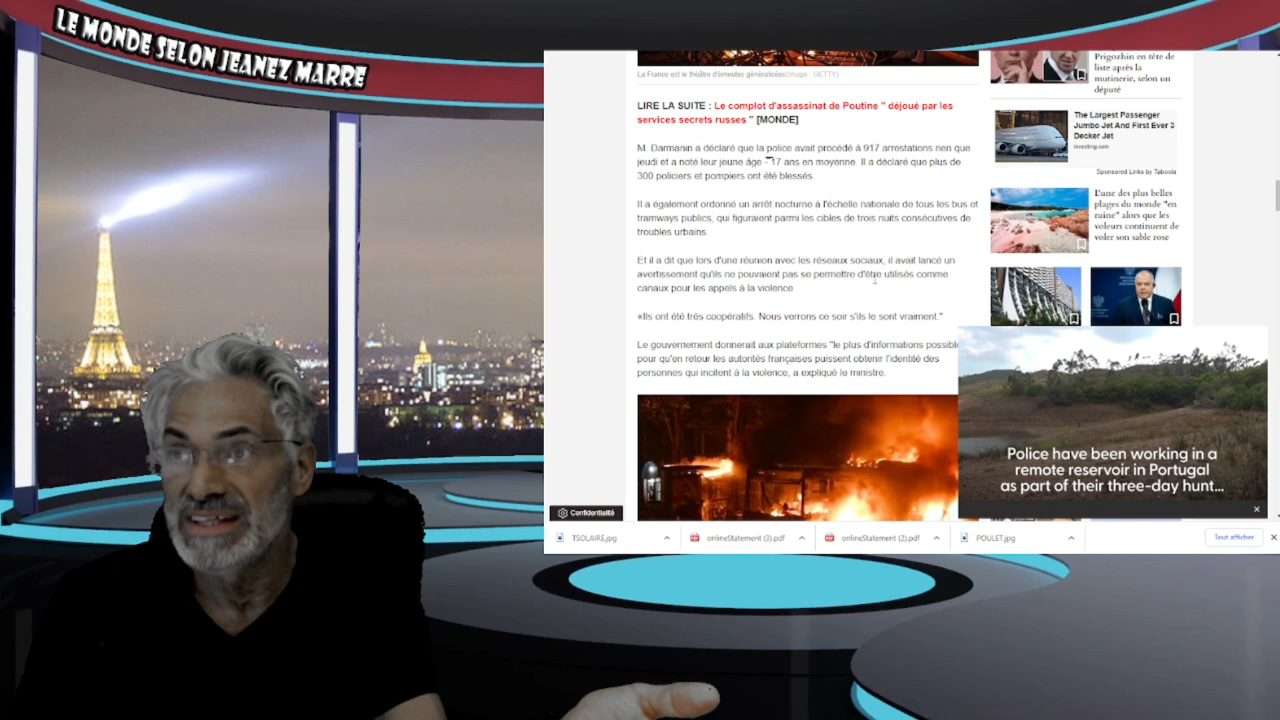 LE MONDE SELON JEANEZ MARRE
La France est le théâtre d'émeutes généralisées(Image : GETTY)
LIRE LA SUITE : Le complot d'assassinat de Poutine " déjoué par les
services secrets russes " [MONDE]
M. Darmanin a déclaré que la police avait procédé à 917 arrestations rien que
jeudi et a noté leur jeune âge - 17 ans en moyenne. Il a déclaré que plus de
300 policiers et pompiers ont été blessés.
Il a également ordonné un arrêt nocturne à l'échelle nationale de tous les bus et
tramways publics, qui figuraient parmi les cibles de trois nuits consécutives de
troubles urbains.
Et il a dit que lors d'une réunion avec les réseaux sociaux, il avait lancé un
avertissement qu'ils ne pouvaient pas se permettre d'être utilisés comme
canaux pour les appels à la violence
«Ils ont été très coopératifs. Nous verrons ce soir s'ils le sont vraiment."
Le gouvernement donnerait aux plateformes "le plus d'informations possible
pour qu'en retour les autorités françaises puissent obtenir l'identité des
personnes qui incitent à la violence, a expliqué le ministre.
Prigozhin en tête de
liste après la
mutinerie, selon un
député
The Largest Passenger
Jumbo Jet And First Ever 3
Decker Jet
investing.com
Sponsored Links by Taboola
L'une des plus belles
plages du monde "en
ruine" alors que les
voleurs continuent de
voler son sable rose
Police have been working in a
remote reservoir in Portugal
as part of their three-day hunt...
Confidentialité
TSOLAIRE.jpg
onlineStatement (3).pdf
onlineStatement (2).pdf
POULET.jpg
Tout afficher